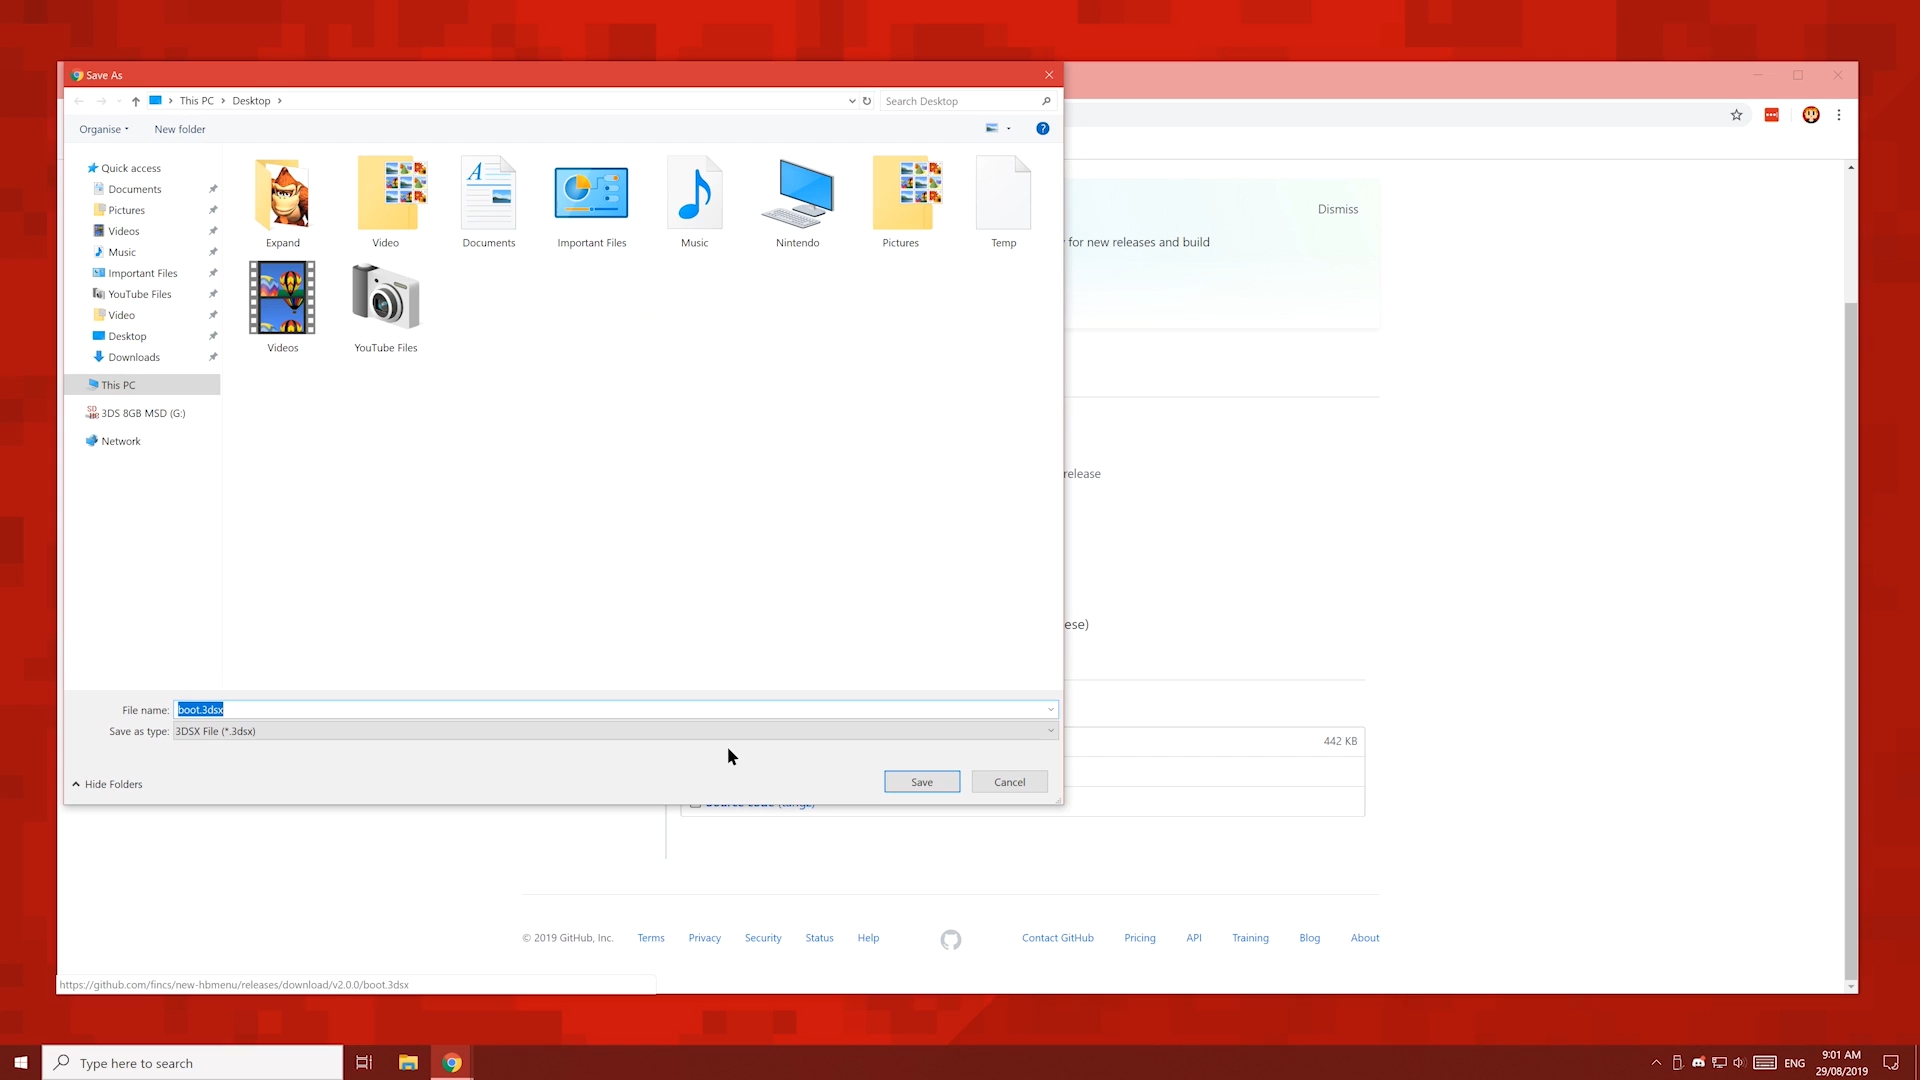 Save As
This PC
Desktop
Search Desktop
Organise
New folder
Quick access
Documents
Pictures
Videos
Music
Important Files
YouTube Files
Video
Desktop
Downloads
This PC
3DS 8GB MSD (G:)
Network
Expand
Video
Documents
Important Files
Music
Nintendo
Pictures
Temp
Videos
YouTube Files
File name: boot.3dsx
Save as type: 3DSX File (*.3dsx)
Hide Folders
Save
Cancel
Dismiss
for new releases and build
release
ese)
442 KB
© 2019 GitHub, Inc.
Terms
Privacy
Security
Status
Help
Contact GitHub
Pricing
API
Training
Blog
About
https://github.com/fincs/new-hbmenu/releases/download/v2.0.0/boot.3dsx
Type here to search
ENG
9:01 AM
29/08/2019